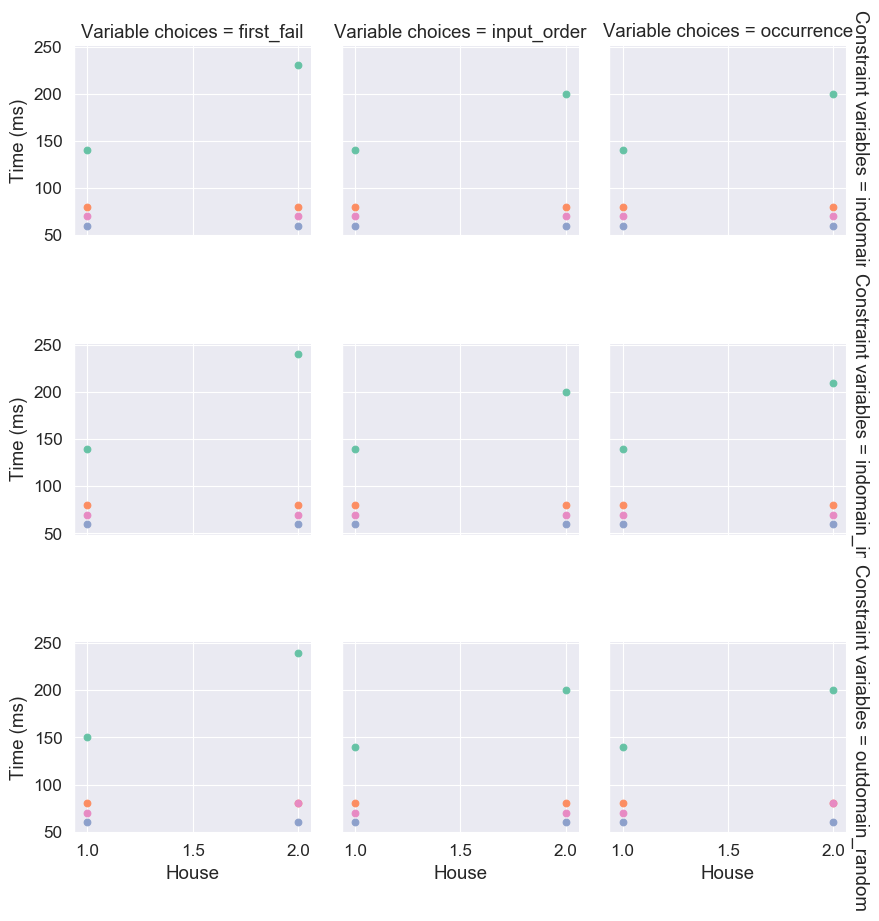 Variable choices = first_fail
Variable choices = input_order
Variable choices = occurrence
250
200
150
100
50
Time (ms)
Constraint variables = indomain
250
200
150
100
50
Time (ms)
Constraint variables = indomain_ir
250
200
150
100
50
Time (ms)
Constraint variables = outdomain_random
1.0 1.5 2.0
House
1.0 1.5 2.0
House
1.0 1.5 2.0
House